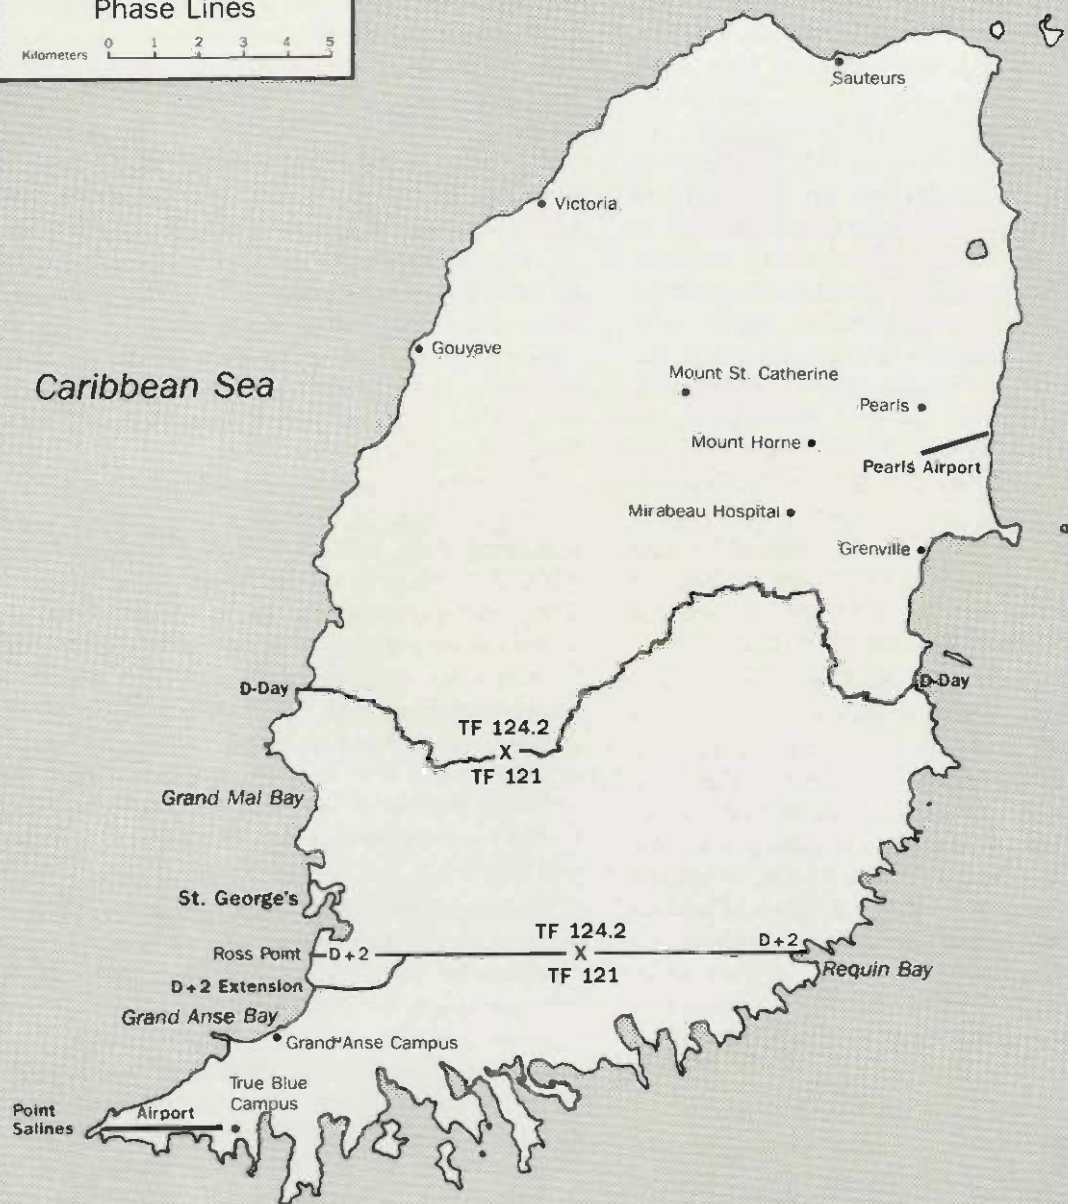 Phase Lines
Kilometers 0 1 2 3 4 5
Sauteurs
Victoria
Gouyave
Caribbean Sea
Mount St. Catherine
Pearls
Mount Horne
Pearls Airport
Mirabeau Hospital
Grenville
D-Day
D-Day
TF 124.2
X
TF 121
Grand Mal Bay
St. George's
TF 124.2
D+2
Ross Point
D+2
X
TF 121
Requin Bay
D+2 Extension
Grand Anse Bay
Grand Anse Campus
True Blue
Campus
Point
Salines
Airport